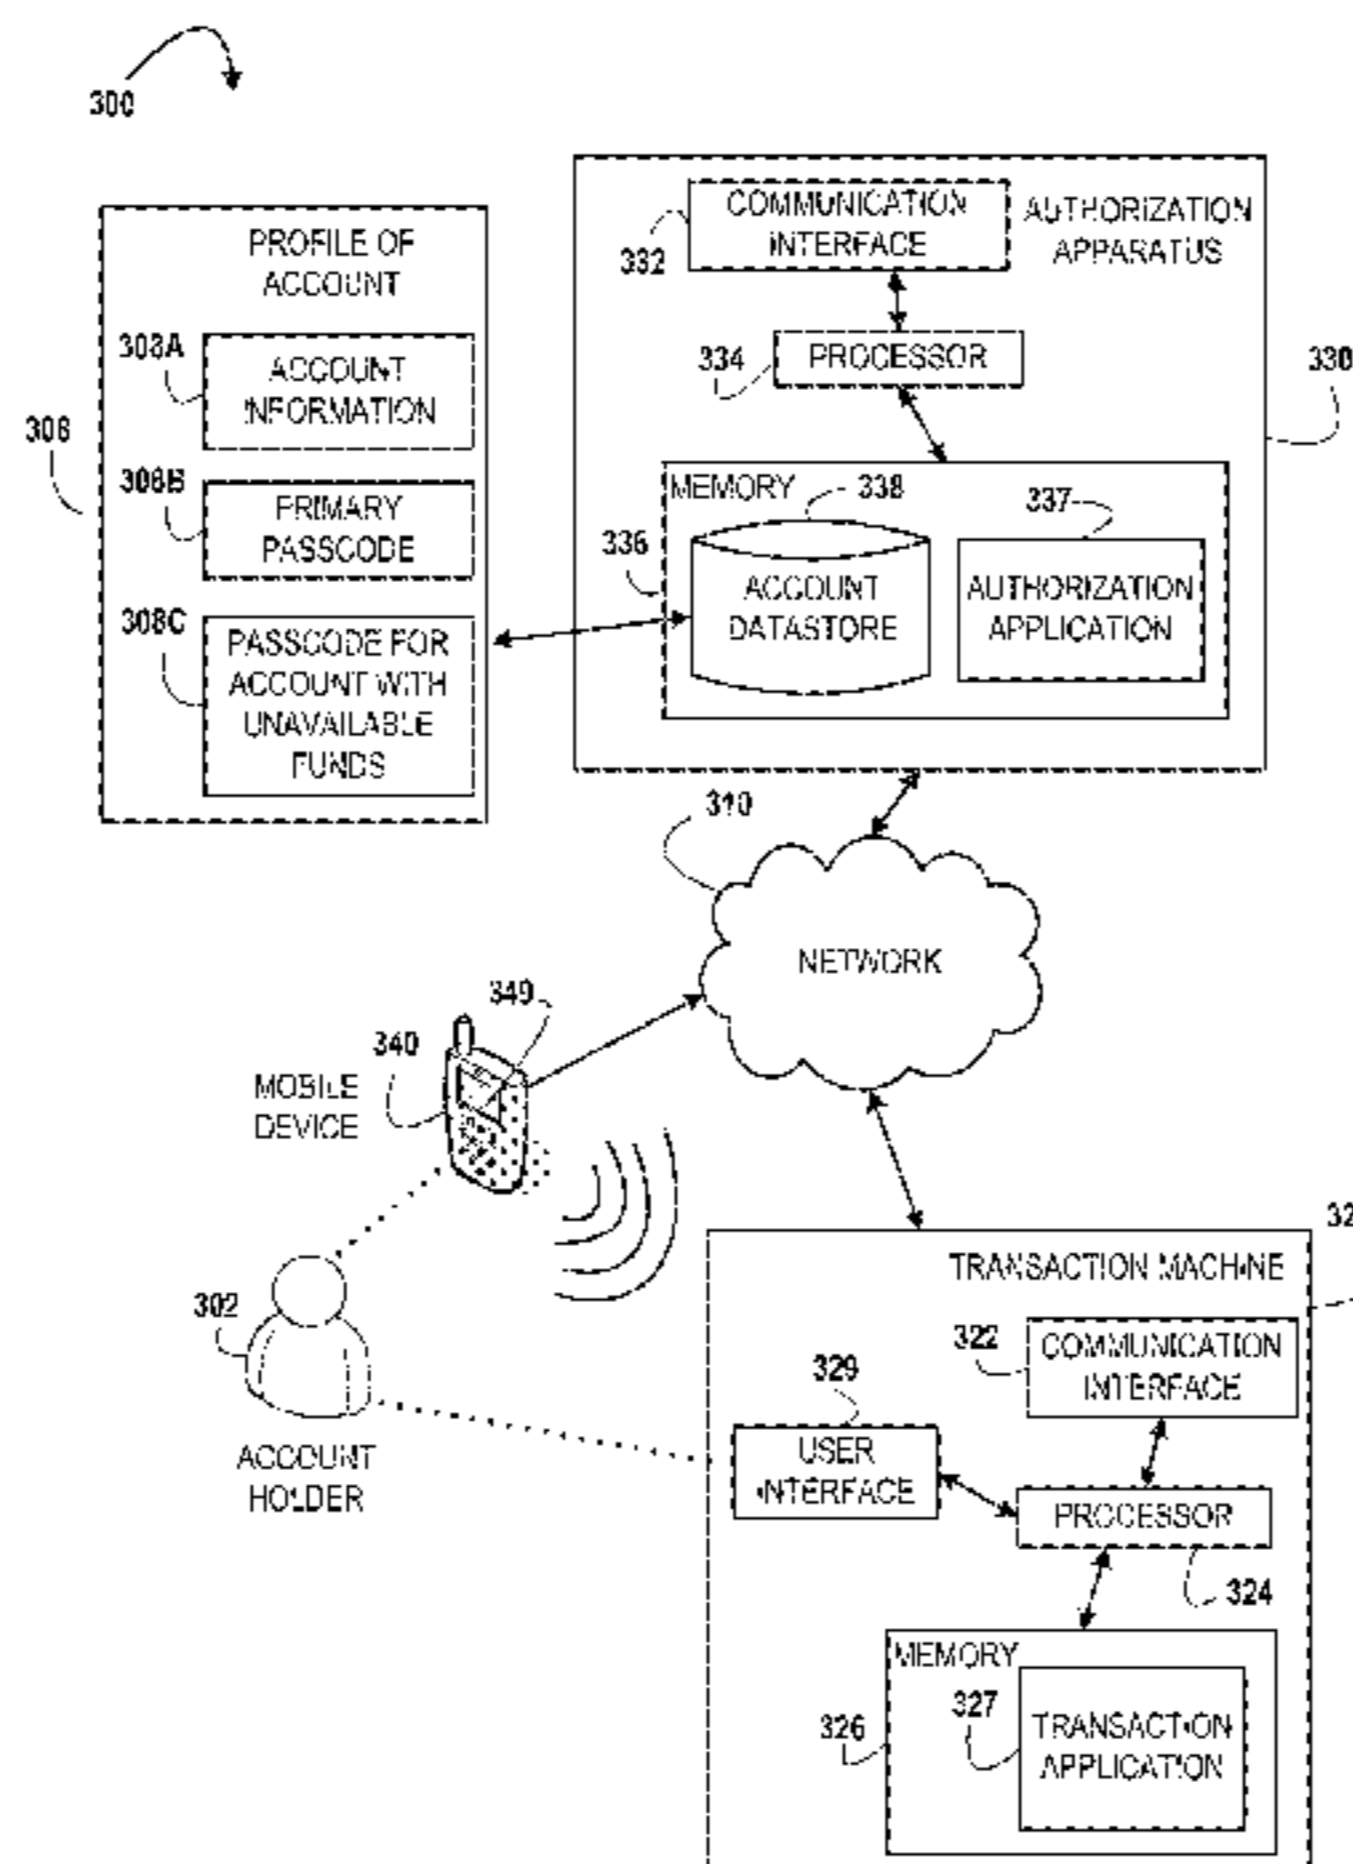 300
PROFILE OF
ACCOUNT
308A
ACCOUNT
INFORMATION
308
308B
PRIMARY
PASSCODE
308C
PASSCODE FOR
ACCOUNT WITH
UNAVAILABLE
FUNDS
COMMUNICATION
INTERFACE
332
AUTHORIZATION
APPARATUS
334
PROCESSOR
330
MEMORY
338
337
336
ACCOUNT
DATASTORE
AUTHORIZATION
APPLICATION
310
NETWORK
349
340
MOBILE
DEVICE
302
ACCOUNT
HOLDER
TRANSACTION MACHINE
322
COMMUNICATION
INTERFACE
329
USER
INTERFACE
PROCESSOR
324
MEMORY
326
327
TRANSACTION
APPLICATION